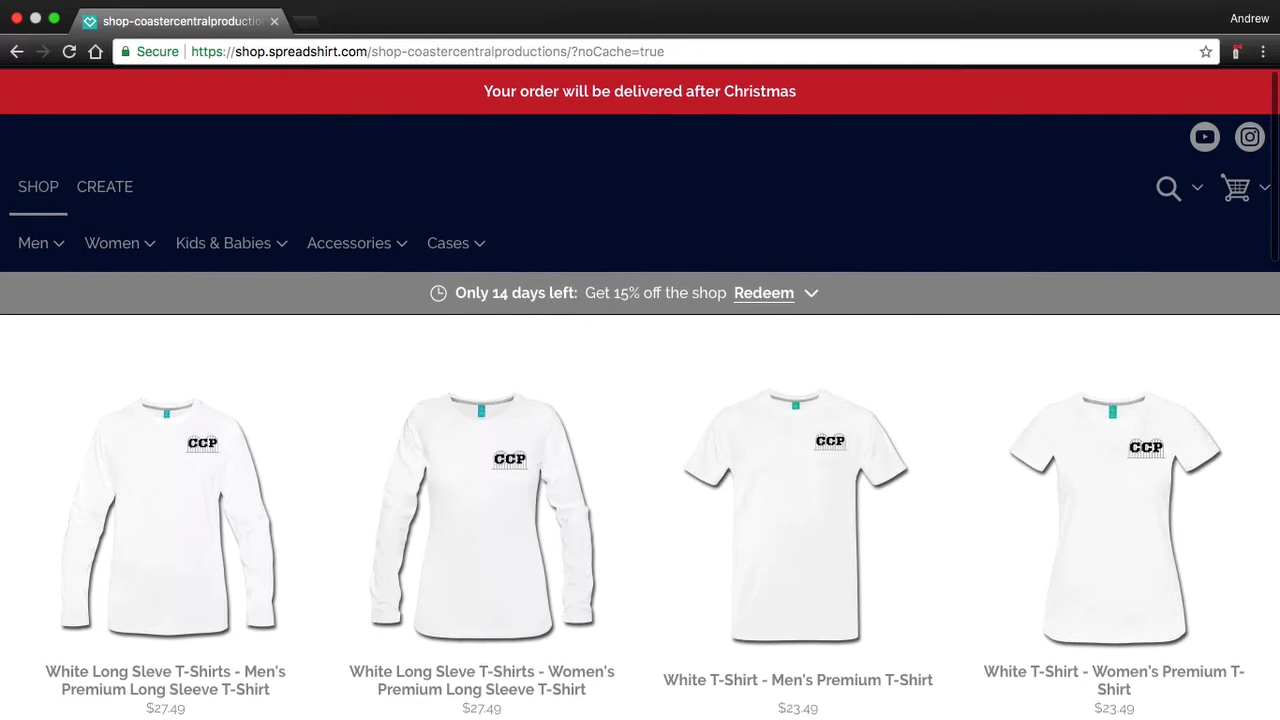 shop-coastercentralproductio
Andrew
Secure https://shop.spreadshirt.com/shop-coastercentralproductions/?noCache=true
Your order will be delivered after Christmas
SHOP CREATE
Men Women Kids & Babies Accessories Cases
Only 14 days left: Get 15% off the shop Redeem
CCP CCP CCP CCP
White Long Sleve T-Shirts - Men's
Premium Long Sleeve T-Shirt
$27.49
White Long Sleve T-Shirts - Women's
Premium Long Sleeve T-Shirt
$27.49
White T-Shirt - Men's Premium T-Shirt
$23.49
White T-Shirt - Women's Premium T-
Shirt
$23.49